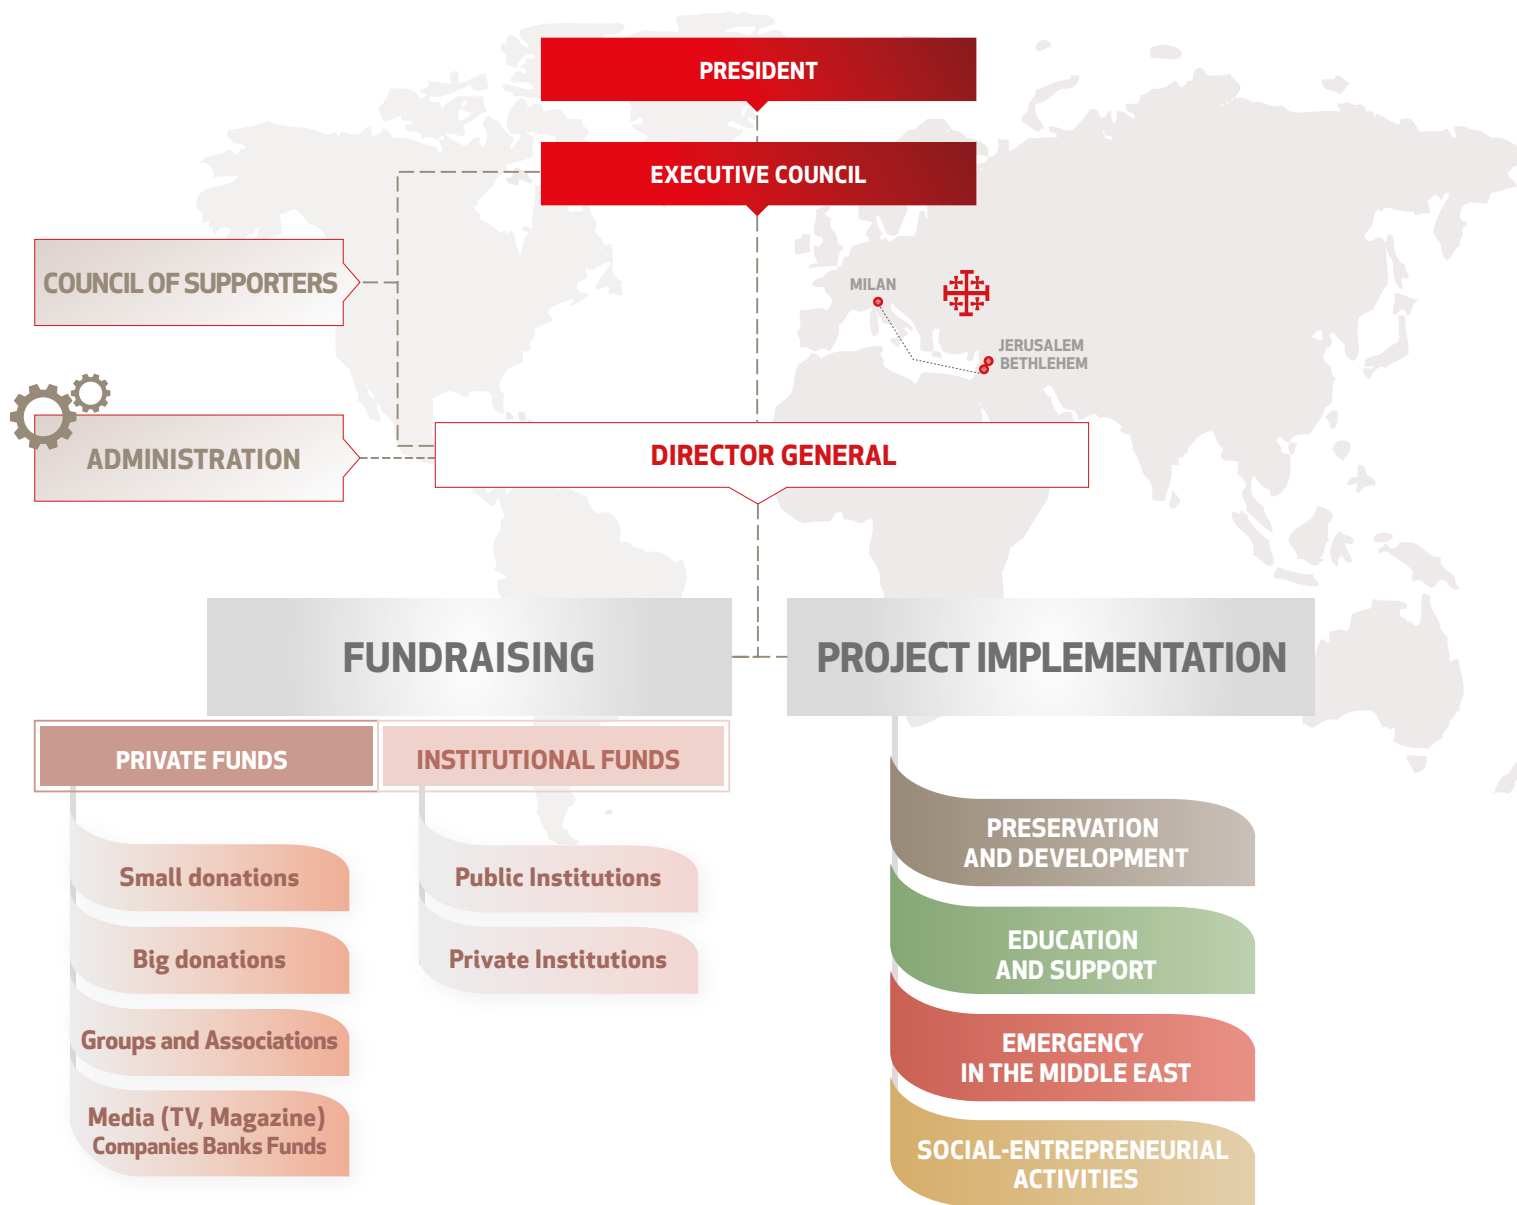 PRESIDENT
EXECUTIVE COUNCIL
COUNCIL OF SUPPORTERS
MILAN
JERUSALEM
BETHLEHEM
ADMINISTRATION
DIRECTOR GENERAL
FUNDRAISING
PROJECT IMPLEMENTATION
PRIVATE FUNDS
INSTITUTIONAL FUNDS
Small donations
Big donations
Groups and Associations
Media (TV, Magazine)
Companies Banks Funds
Public Institutions
Private Institutions
PRESERVATION
AND DEVELOPMENT
EDUCATION
AND SUPPORT
EMERGENCY
IN THE MIDDLE EAST
SOCIAL-ENTREPRENEURIAL
ACTIVITIES